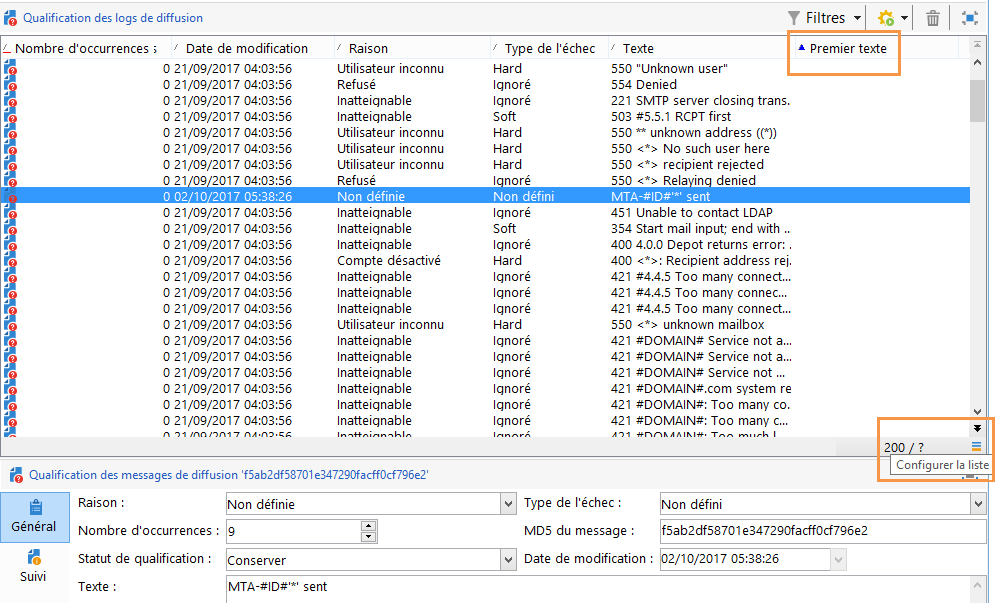 Qualification des logs de diffusion
Filtres
Nombre d'occurrences Date de modification Raison Type de l'échec Texte Premier texte
0 21/09/2017 04:03:56 Utilisateur inconnu Hard 550 "Unknown user"
0 21/09/2017 04:03:56 Refusé Ignoré 554 Denied
0 21/09/2017 04:03:56 Inatteignable Ignoré 221 SMTP server closing trans.
0 21/09/2017 04:03:56 Inatteignable Soft 503 #5.5.1 RCPT first
0 21/09/2017 04:03:56 Utilisateur inconnu Hard 550 ** unknown address ((*))
0 21/09/2017 04:03:56 Utilisateur inconnu Hard 550 <*> No such user here
0 21/09/2017 04:03:56 Utilisateur inconnu Hard 550 <*> recipient rejected
0 21/09/2017 04:03:56 Refusé Ignoré 550 <*> Relaying denied
0 02/10/2017 05:38:26 Non définie Non défini MTA-#ID#'*' sent
0 21/09/2017 04:03:56 Inatteignable Ignoré 451 Unable to contact LDAP
0 21/09/2017 04:03:56 Inatteignable Soft 354 Start mail input; end with ..
0 21/09/2017 04:03:56 Inatteignable Ignoré 400 4.0.0 Depot returns error: .
0 21/09/2017 04:03:56 Compte désactivé Hard 400 <*>: Recipient address rej.
0 21/09/2017 04:03:56 Inatteignable Ignoré 421 #4.4.5 Too many connect...
0 21/09/2017 04:03:56 Inatteignable Ignoré 421 #4.4.5 Too many connec...
0 21/09/2017 04:03:56 Inatteignable Ignoré 421 #4.4.5 Too many connect...
0 21/09/2017 04:03:56 Utilisateur inconnu Hard 550 <*> unknown mailbox
0 21/09/2017 04:03:56 Inatteignable Ignoré 421 #DOMAIN# Service not a...
0 21/09/2017 04:03:56 Inatteignable Ignoré 421 #DOMAIN# Service not a...
0 21/09/2017 04:03:56 Inatteignable Ignoré 421 #DOMAIN# Service not ...
0 21/09/2017 04:03:56 Inatteignable Ignoré 421 #DOMAIN#.com system re
0 21/09/2017 04:03:56 Inatteignable Ignoré 421 #DOMAIN#: Too many co.
0 21/09/2017 04:03:56 Inatteignable Ignoré 421 #DOMAIN#: Too many c...
0 21/09/2017 04:03:56 Inatteignable Ignoré 421 #DOMAIN#: Too much
200 / ?
Configurer la liste
Qualification des messages de diffusion 'f5ab2df58701e347290facff0cf796e2'
Général
Suivi
Raison : Non définie Type de l'échec : Non défini
Nombre d'occurrences : 9 MD5 du message : f5ab2df58701e347290facff0cf796e2
Statut de qualification : Conserver Date de modification : 02/10/2017 05:38:26
Texte : MTA-#ID#'*' sent